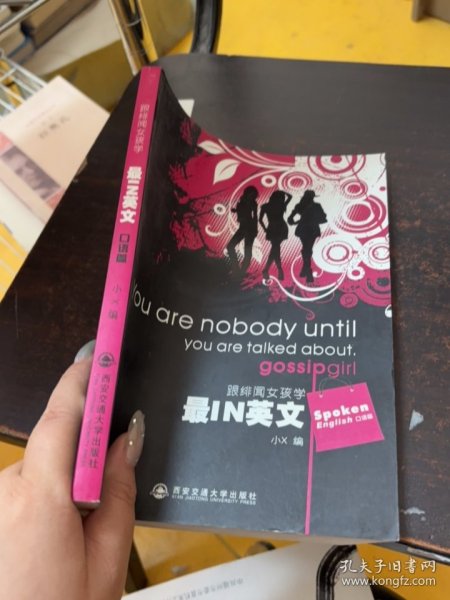 跟绯闻女孩学
最IN英文
口语篇
小X 编
西安交通大学出版社
You are nobody until
you are talked about.
gossipgirl
跟绯闻女孩学
最IN英文
Spoken
English 口语篇
小X 编
西安交通大学出版社
XI'AN JIAOTONG UNIVERSITY PRESS
孔夫子旧书网
www.kongfz.com